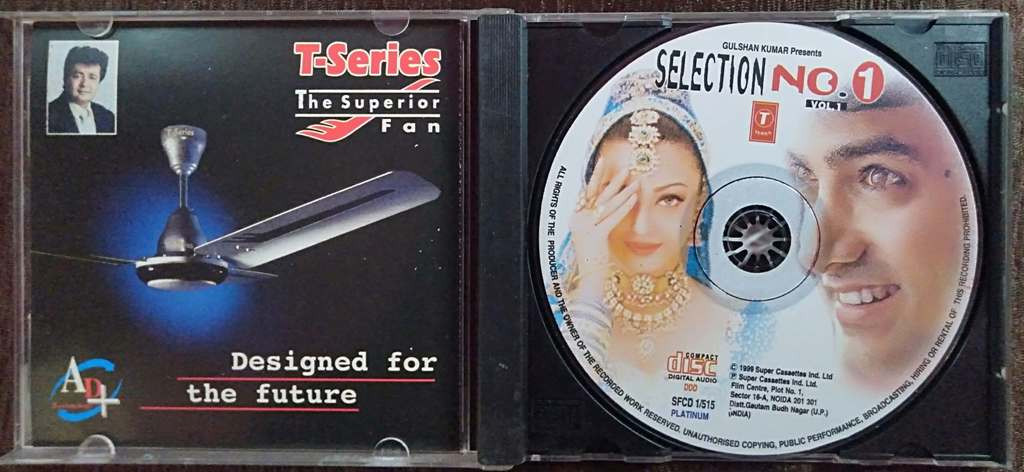 T-Series
The Superior
Fan
T-Series
Designed for
the future
AD+
GULSHAN KUMAR Presents
SELECTION NO.1
VOL.1
T
ALL RIGHTS OF THE PRODUCER AND THE OWNER OF THE RECORDED WORK RESERVED, UNAUTHORISED COPYING, PUBLIC PERFORMANCE, BROADCASTING, HIRING OR RENTAL OF THIS RECORDING PROHIBITED.
COMPACT
disc
DIGITAL AUDIO
DDD
SFCD 1/515
PLATINUM
© 1999 Super Cassettes Ind. Ltd.
℗ Super Cassettes Ind. Ltd.
Film Centre, Plot No. 1,
Sector 16-A, NOIDA 201 301
Distt.Gautam Budh Nagar (U.P.)
(INDIA)